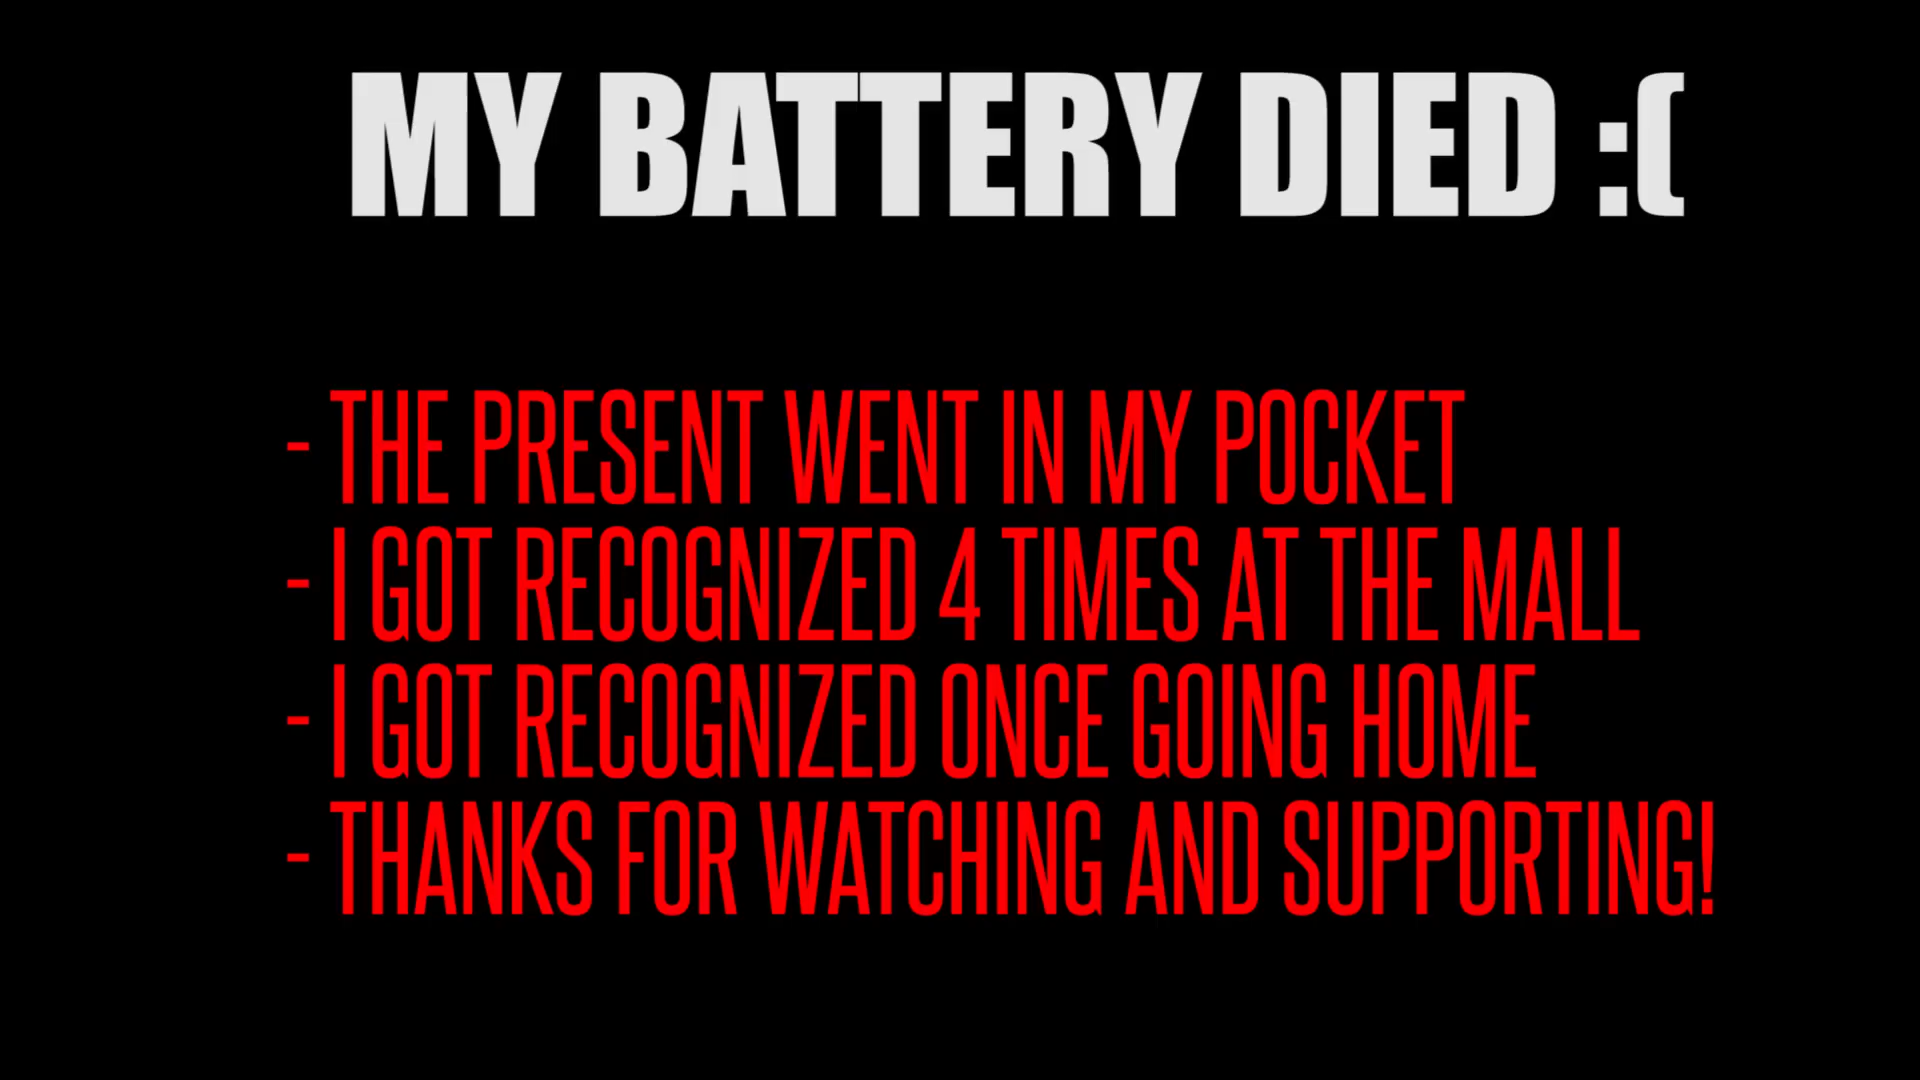 MY BATTERY DIED :(
- THE PRESENT WENT IN MY POCKET
- I GOT RECOGNIZED 4 TIMES AT THE MALL
- I GOT RECOGNIZED ONCE GOING HOME
- THANKS FOR WATCHING AND SUPPORTING!